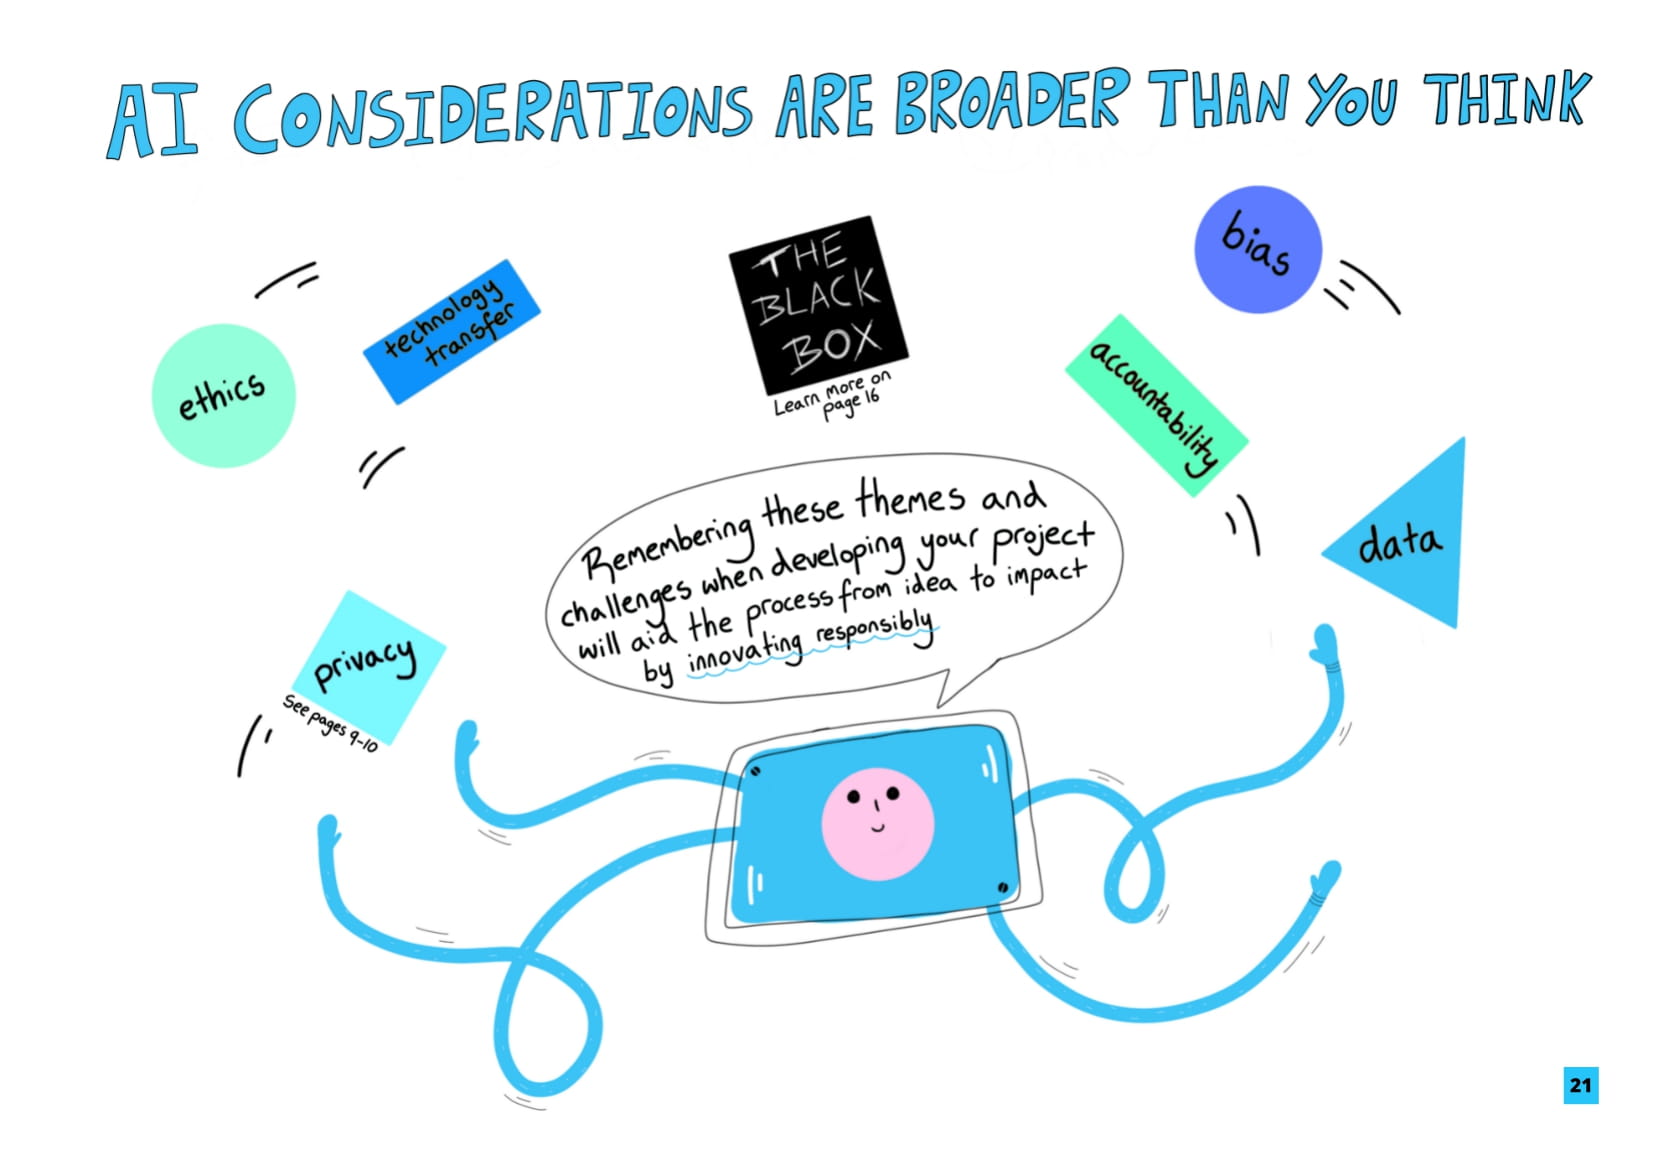 AI CONSIDERATIONS ARE BROADER THAN YOU THINK
ethics
technology
transfer
THE
BLACK
BOX
Learn more on
page 16
bias
accountability
data
privacy
See pages 9-10
Remembering these themes and
challenges when developing your project
will aid the process from idea to impact
by innovating responsibly
21